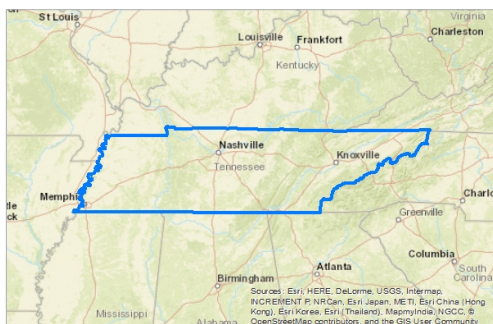 St Louis
Virginia
Louisville
Frankfort
Charleston
Kentucky
Nashville
Tennessee
Knoxville
Memphis
Greenville
Columbia
Atlanta
South
Birmingham
Mississippi
Alabama
Sources: Esri, HERE, DeLorme, USGS, Intermap,
INCREMENT P, NRCan, Esri Japan, METI, Esri China (Hong
Kong), Esri Korea, Esri (Thailand), MapmyIndia, NGCC, ©
OpenStreetMap contributors, and the GIS User Community